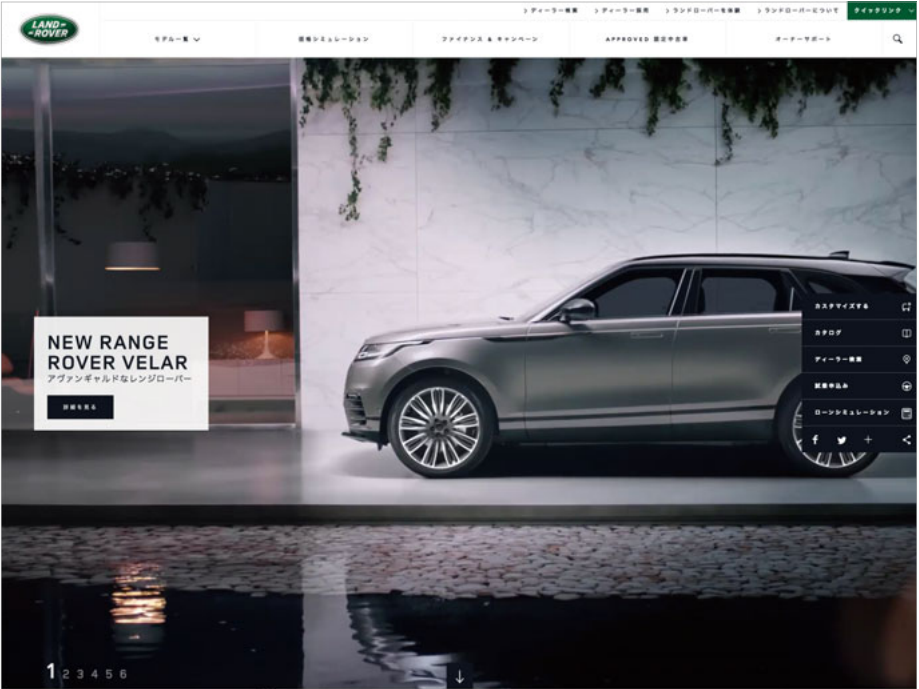 LAND-
-ROVER
> ディーラー検索 > ディーラー採用 > ランドローバーを体験 > ランドローバーについて クイックリンク
モデル一覧 価格シミュレーション ファイナンス & キャンペーン APPROVED 認定中古車 オーナーサポート
NEW RANGE
ROVER VELAR
アヴァンギャルドなレンジローバー
詳細を見る
カスタマイズする
カタログ
ディーラー検索
試乗申込み
ローンシミュレーション
1 2 3 4 5 6